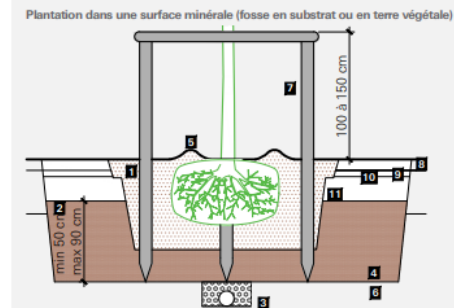 Plantation dans une surface minérale (fosse en substrat ou en terre végétale)
100 à 150 cm
7
5
1
8
9
10
11
2
min 50 cm
max 90 cm
4
6
3